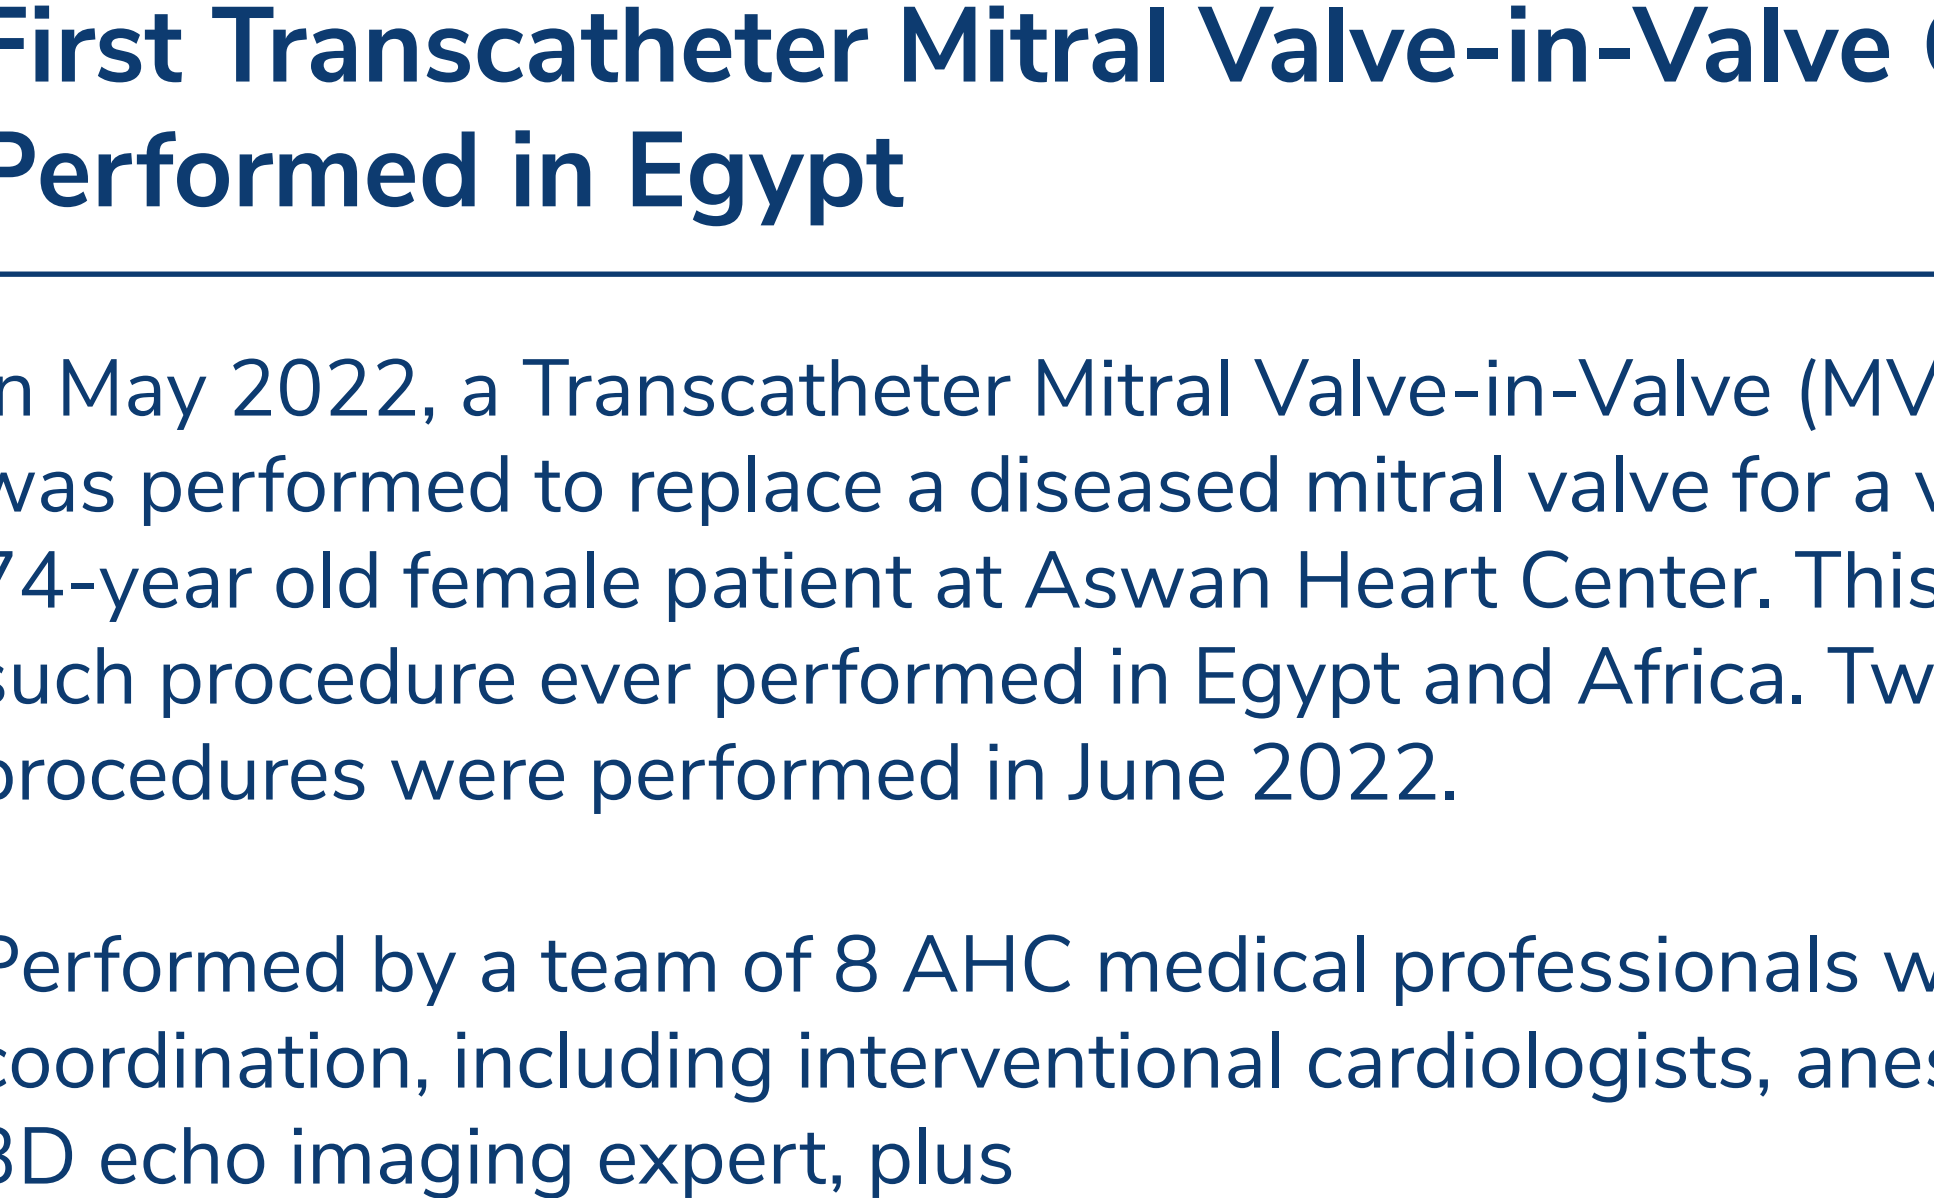 First Transcatheter Mitral Valve-in-Valve
Performed in Egypt
in May 2022, a Transcatheter Mitral Valve-in-Valve (MV
was performed to replace a diseased mitral valve for a
74-year old female patient at Aswan Heart Center. This
such procedure ever performed in Egypt and Africa. Tw
procedures were performed in June 2022.
Performed by a team of 8 AHC medical professionals w
coordination, including interventional cardiologists, anes
3D echo imaging expert, plus